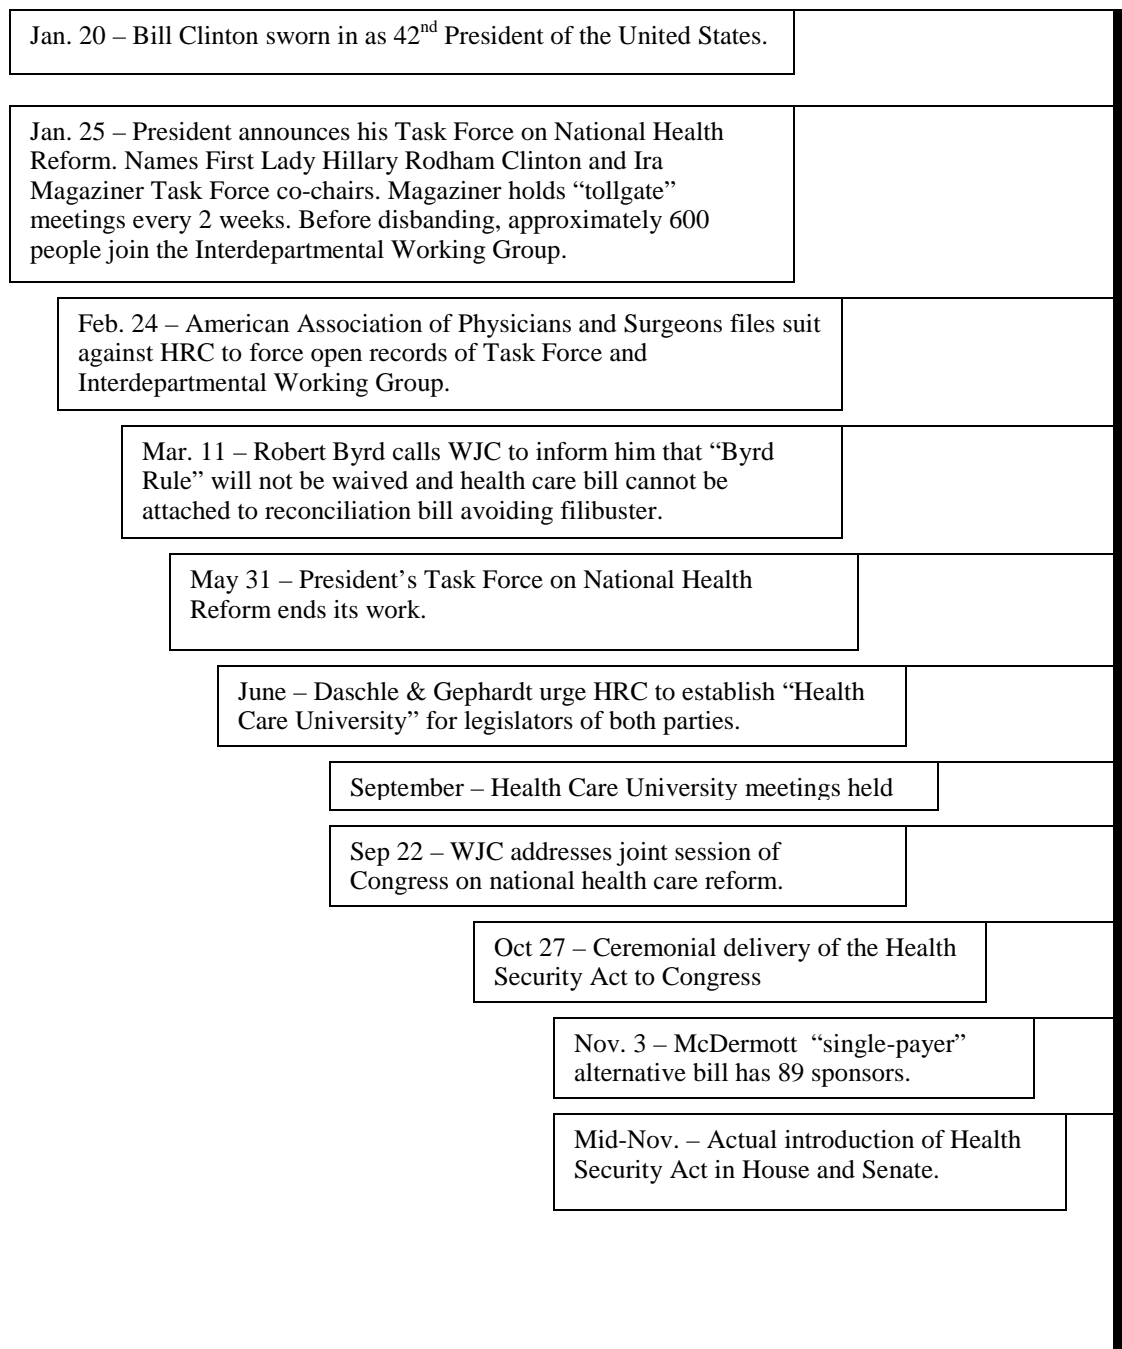 Jan. 20 – Bill Clinton sworn in as 42nd President of the United States.
Jan. 25 – President announces his Task Force on National Health
Reform. Names First Lady Hillary Rodham Clinton and Ira
Magaziner Task Force co-chairs. Magaziner holds “tollgate”
meetings every 2 weeks. Before disbanding, approximately 600
people join the Interdepartmental Working Group.
Feb. 24 – American Association of Physicians and Surgeons files suit
against HRC to force open records of Task Force and
Interdepartmental Working Group.
Mar. 11 – Robert Byrd calls WJC to inform him that “Byrd
Rule” will not be waived and health care bill cannot be
attached to reconciliation bill avoiding filibuster.
May 31 – President’s Task Force on National Health
Reform ends its work.
June – Daschle & Gephardt urge HRC to establish “Health
Care University” for legislators of both parties.
September – Health Care University meetings held
Sep 22 – WJC addresses joint session of
Congress on national health care reform.
Oct 27 – Ceremonial delivery of the Health
Security Act to Congress
Nov. 3 – McDermott  “single-payer”
alternative bill has 89 sponsors.
Mid-Nov. – Actual introduction of Health
Security Act in House and Senate.